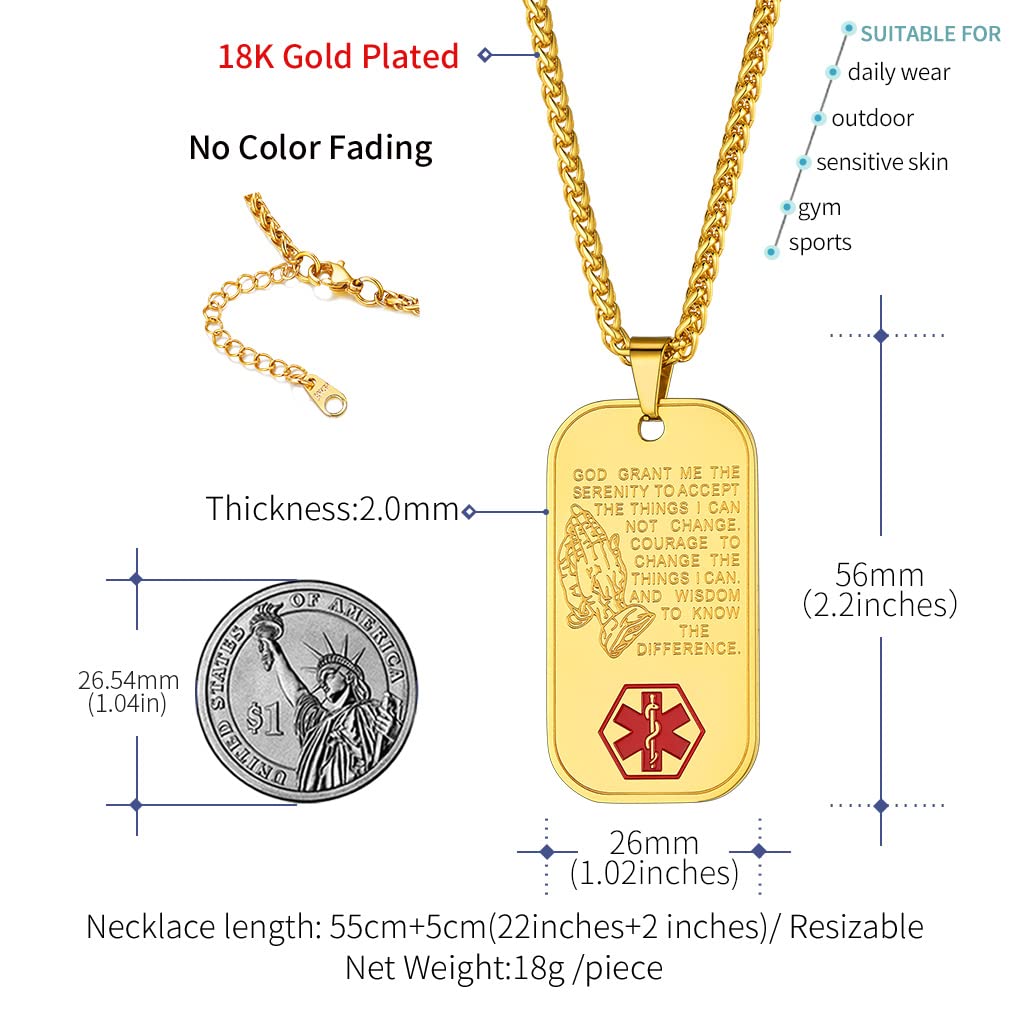 18K Gold Plated
No Color Fading
SUITABLE FOR
daily wear
outdoor
sensitive skin
gym
sports
Thickness:2.0mm
GOD GRANT ME THE
SERENITY TO ACCEPT
THE THINGS I CAN
NOT CHANGE.
COURAGE TO
CHANGE THE
THINGS I CAN.
AND WISDOM
TO KNOW
THE
DIFFERENCE.
56mm
(2.2inches)
26.54mm
(1.04in)
UNITED STATES OF AMERICA
$1
26mm
(1.02inches)
Necklace length: 55cm+5cm(22inches+2 inches)/ Resizable
Net Weight:18g /piece